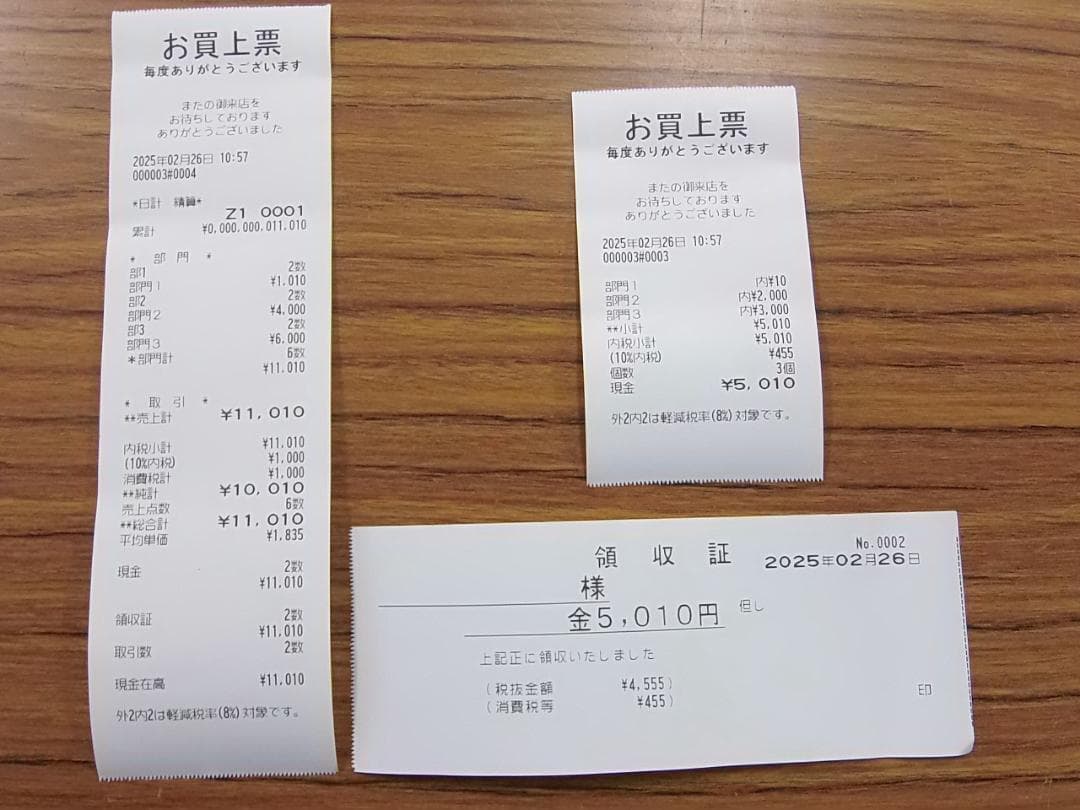 お買上票
毎度ありがとうございます
またの御来店を
お待ちしております
ありがとうございました
2025年02月26日 10:57
000003#0004
*日計 精算*
Z1 0001
累計 ¥0,000,000,011,010
* 部 門 *
部1 2数
部門1 ¥1,010
部2 2数
部門2 ¥4,000
部3 2数
部門3 ¥6,000
*部門計 6数
¥11,010
* 取 引 *
**売上計 ¥11,010
内税小計 ¥11,010
(10%内税) ¥1,000
消費税計 ¥1,000
**純計 ¥10,010
売上点数 6数
**総合計 ¥11,010
平均単価 ¥1,835
現金 2数
¥11,010
領収証 2数
¥11,010
取引数 2数
現金在高 ¥11,010
外2内2は軽減税率(8%)対象です。
お買上票
毎度ありがとうございます
またの御来店を
お待ちしております
ありがとうございました
2025年02月26日 10:57
000003#0003
部門1 内¥10
部門2 内¥2,000
部門3 内¥3,000
**小計 ¥5,010
内税小計 ¥5,010
(10%内税) ¥455
個数 3個
現金 ¥5,010
外2内2は軽減税率(8%)対象です。
No.0002
領 収 証 2025年02月26日
様
金5,010円 但し
上記正に領収いたしました
(税抜金額 ¥4,555)
(消費税等 ¥455)
印